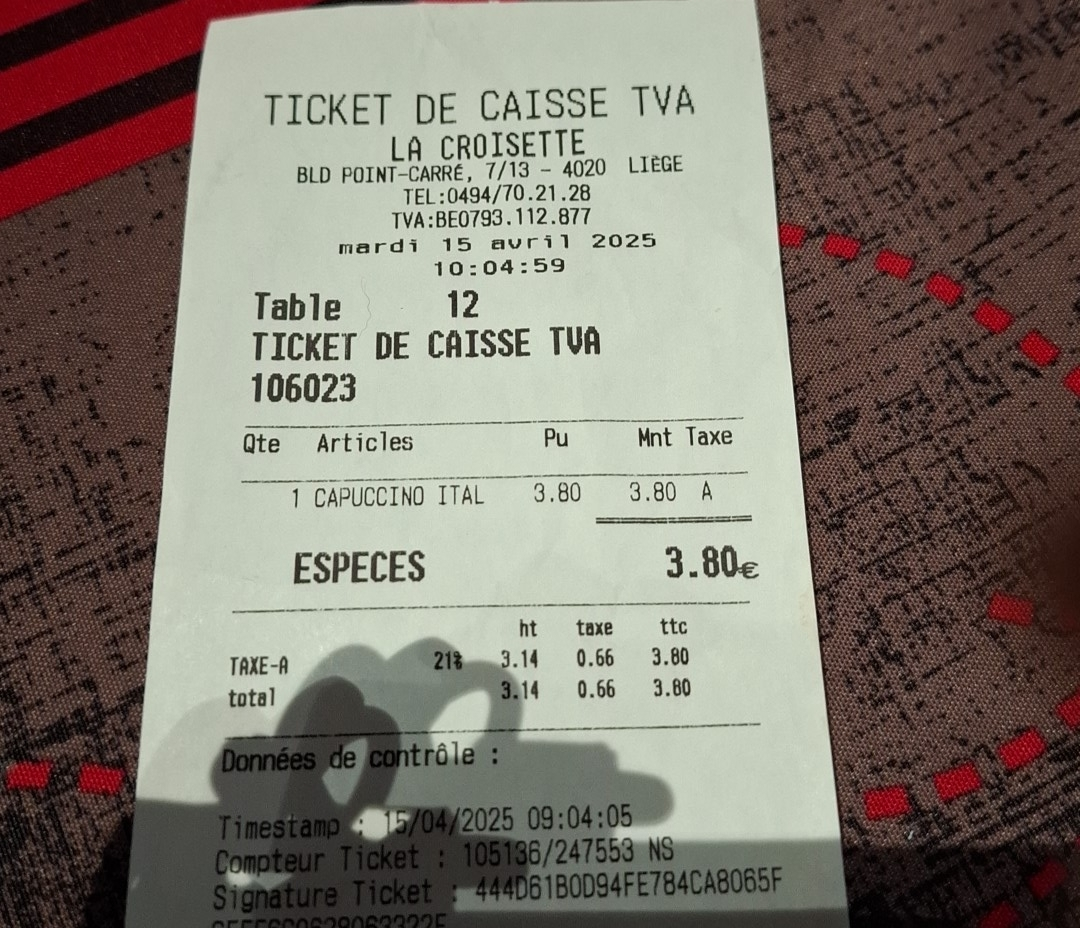 TICKET DE CAISSE TVA
LA CROISETTE
BLD POINT-CARRÉ, 7/13 - 4020 LIÈGE
TEL:0494/70.21.28
TVA:BE0793.112.877
mardi 15 avril 2025
10:04:59
Table 12
TICKET DE CAISSE TVA
106023
Qte Articles Pu Mnt Taxe
1 CAPUCCINO ITAL 3.80 3.80 A
ESPECES 3.80€
ht taxe ttc
TAXE-A 21% 3.14 0.66 3.80
total 3.14 0.66 3.80
Données de contrôle :
Timestamp : 15/04/2025 09:04:05
Compteur Ticket : 105136/247553 NS
Signature Ticket : 444D61B0D94FE784CA8065F